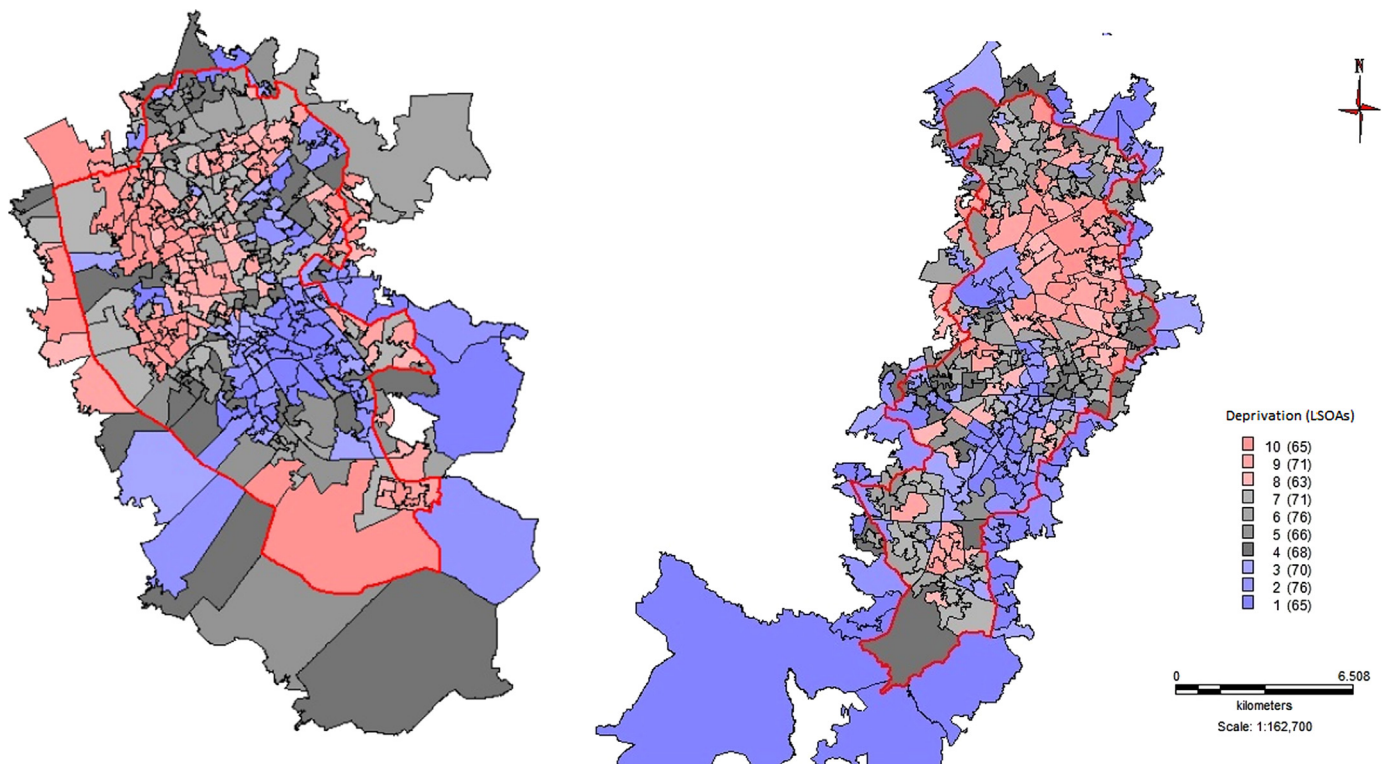 N
Deprivation (LSOAs)
10 (65)
9 (71)
8 (63)
7 (71)
6 (76)
5 (66)
4 (68)
3 (70)
2 (76)
1 (65)
0 6.508
kilometers
Scale: 1:162,700